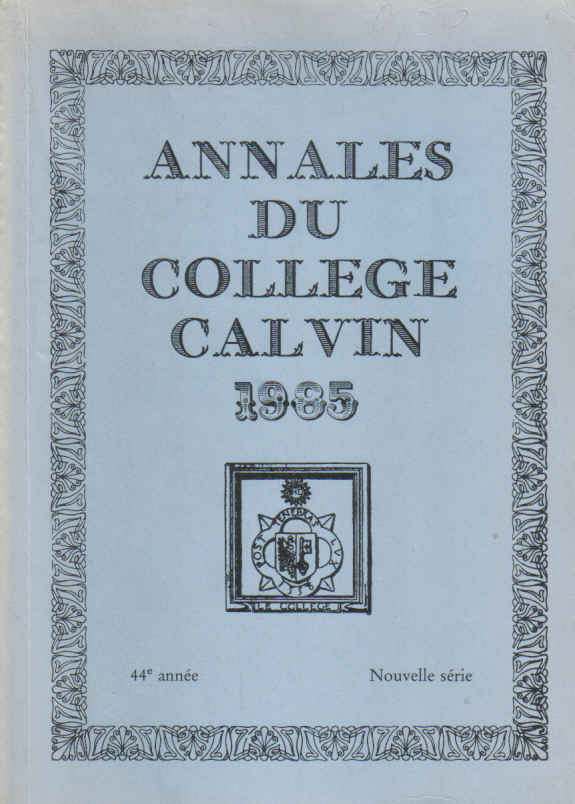 ANNALES
DU
COLLEGE
CALVIN
1985
POST TENEBRAS LUX
LE COLLEGE
44e année
Nouvelle série